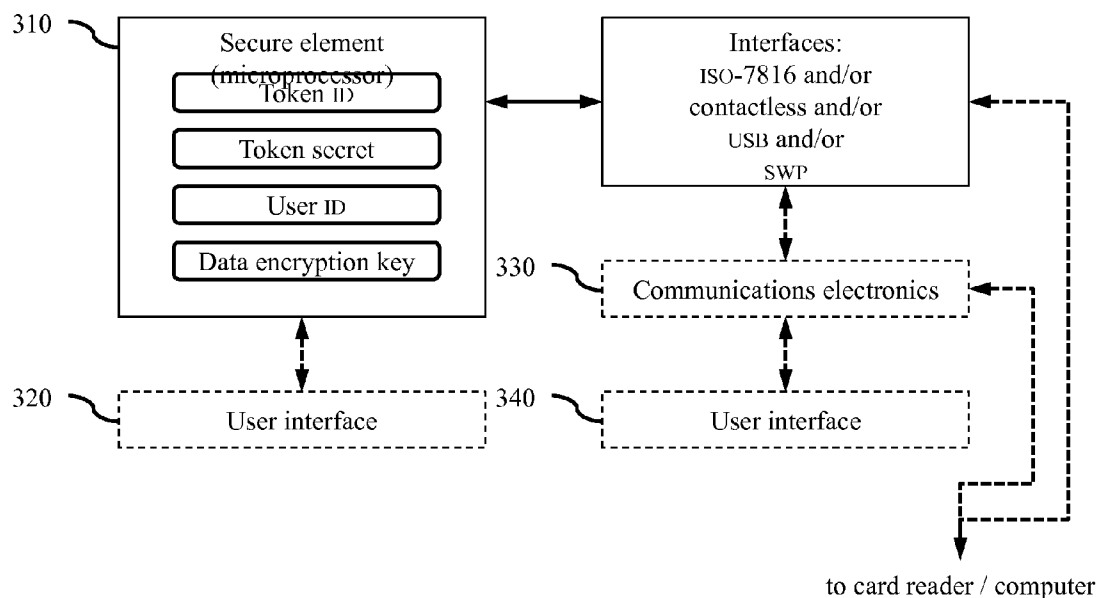 310
Secure element
(microprocessor)
Token ID
Token secret
User ID
Data encryption key
Interfaces:
ISO-7816 and/or
contactless and/or
USB and/or
SWP
330
Communications electronics
320
User interface
340
User interface
to card reader / computer